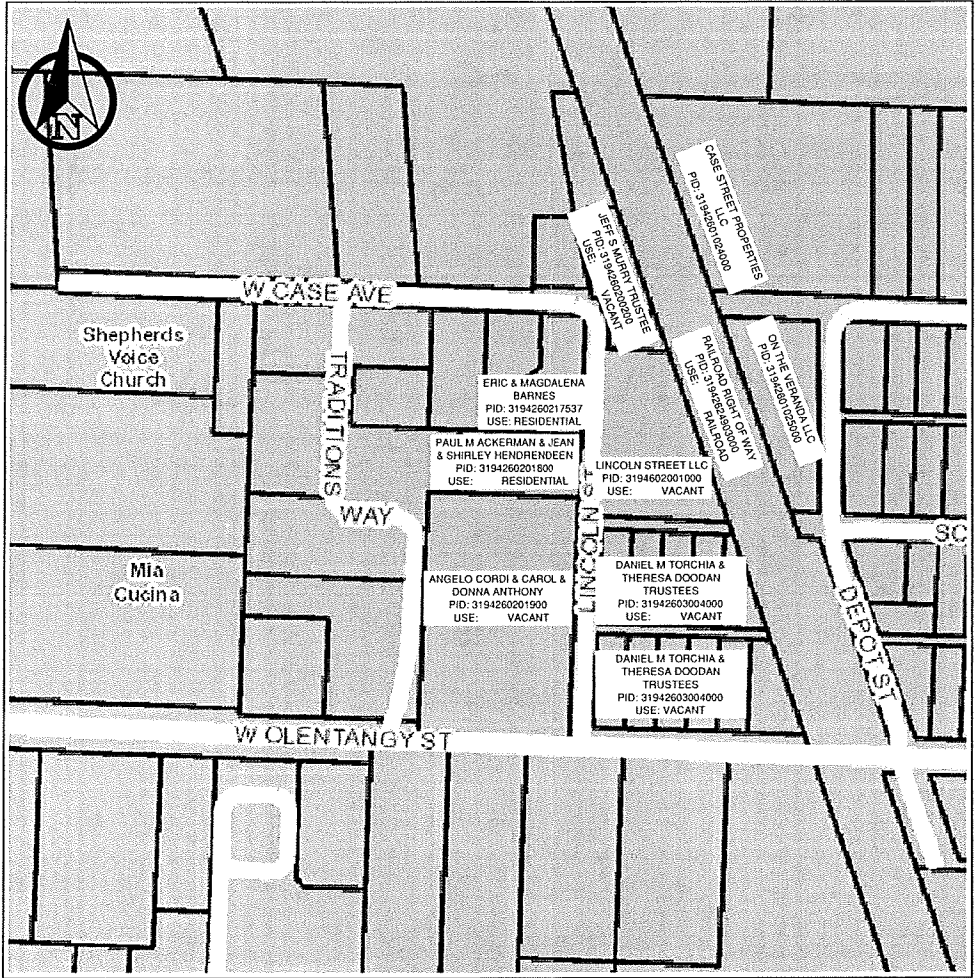 N
CASE STREET PROPERTIES
LLC
PID: 31942601024000
JEFF S MURRY TRUSTEE
PID: 3194260200200
USE: VACANT
W CASE AVE
Shepherds
Voice
Church
TRADITIONS
WAY
ERIC & MAGDALENA
BARNES
PID: 3194260217537
USE: RESIDENTIAL
RAILROAD RIGHT OF WAY
PID: 31942624903000
USE: RAILROAD
ON THE VERANDA LLC
PID: 31942601025000
PAUL M ACKERMAN & JEAN
& SHIRLEY HENDRENDEEN
PID: 3194260201800
USE: RESIDENTIAL
LINCOLN STREET LLC
PID: 3194602001000
USE: VACANT
LINCOLN ST
SC
Mia
Cucina
ANGELO CORDI & CAROL &
DONNA ANTHONY
PID: 3194260201900
USE: VACANT
DANIEL M TORCHIA &
THERESA DOODAN
TRUSTEES
PID: 31942603004000
USE: VACANT
DEPOT ST
DANIEL M TORCHIA &
THERESA DOODAN
TRUSTEES
PID: 31942603004000
USE: VACANT
W OLENTANGY ST